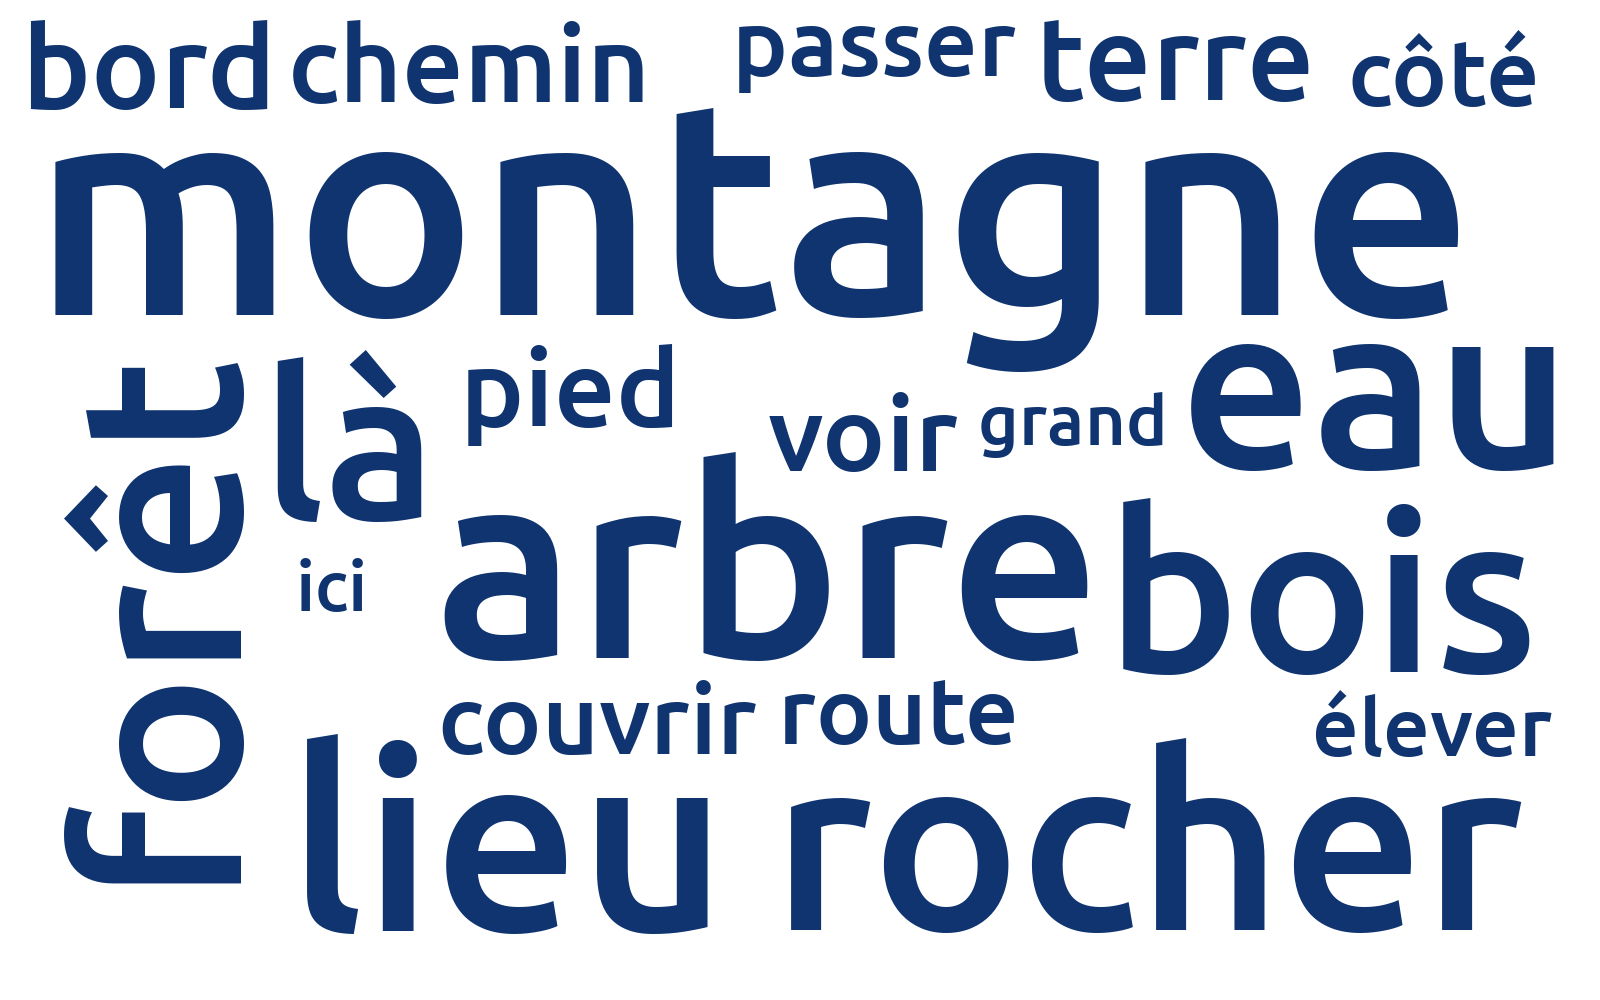 bord chemin passer terre côté
montagne
forêt
là pied voir grand eau
ici arbre bois
couvrir route élever
lieu rocher